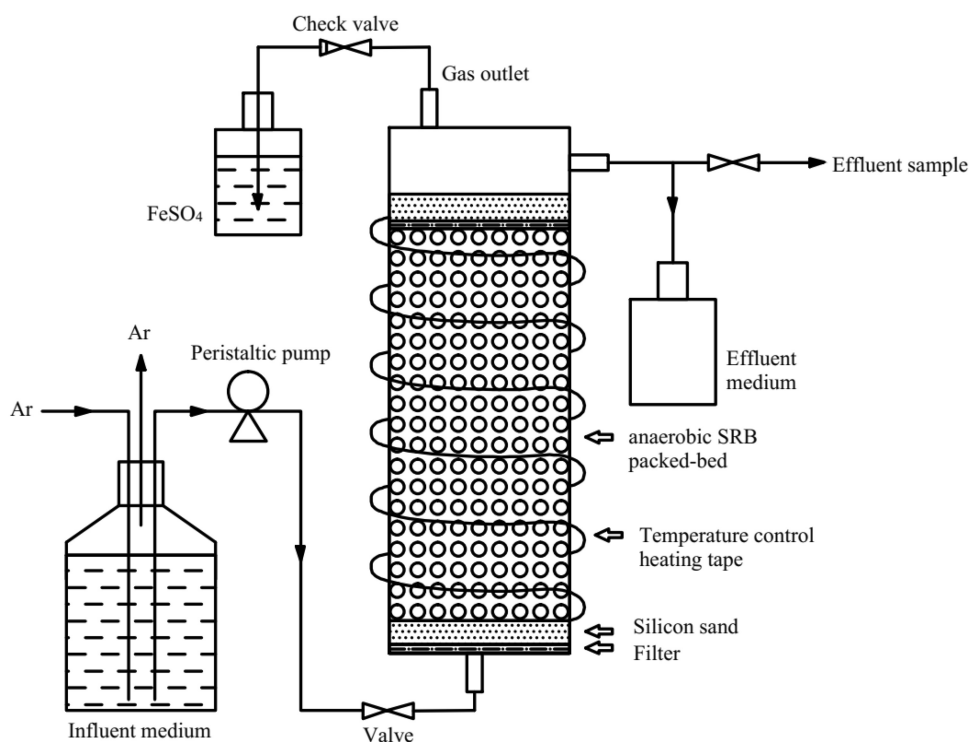 Check valve
Gas outlet
FeSO₄
Effluent sample
Ar
Peristaltic pump
Ar
Effluent
medium
anaerobic SRB
packed-bed
Temperature control
heating tape
Silicon sand
Filter
Influent medium
Valve